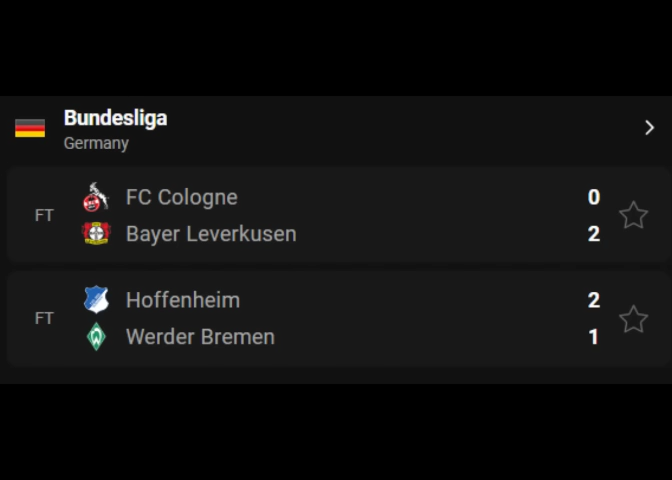 Bundesliga
Germany
FT
FC Cologne 0
Bayer Leverkusen 2
FT
Hoffenheim 2
Werder Bremen 1